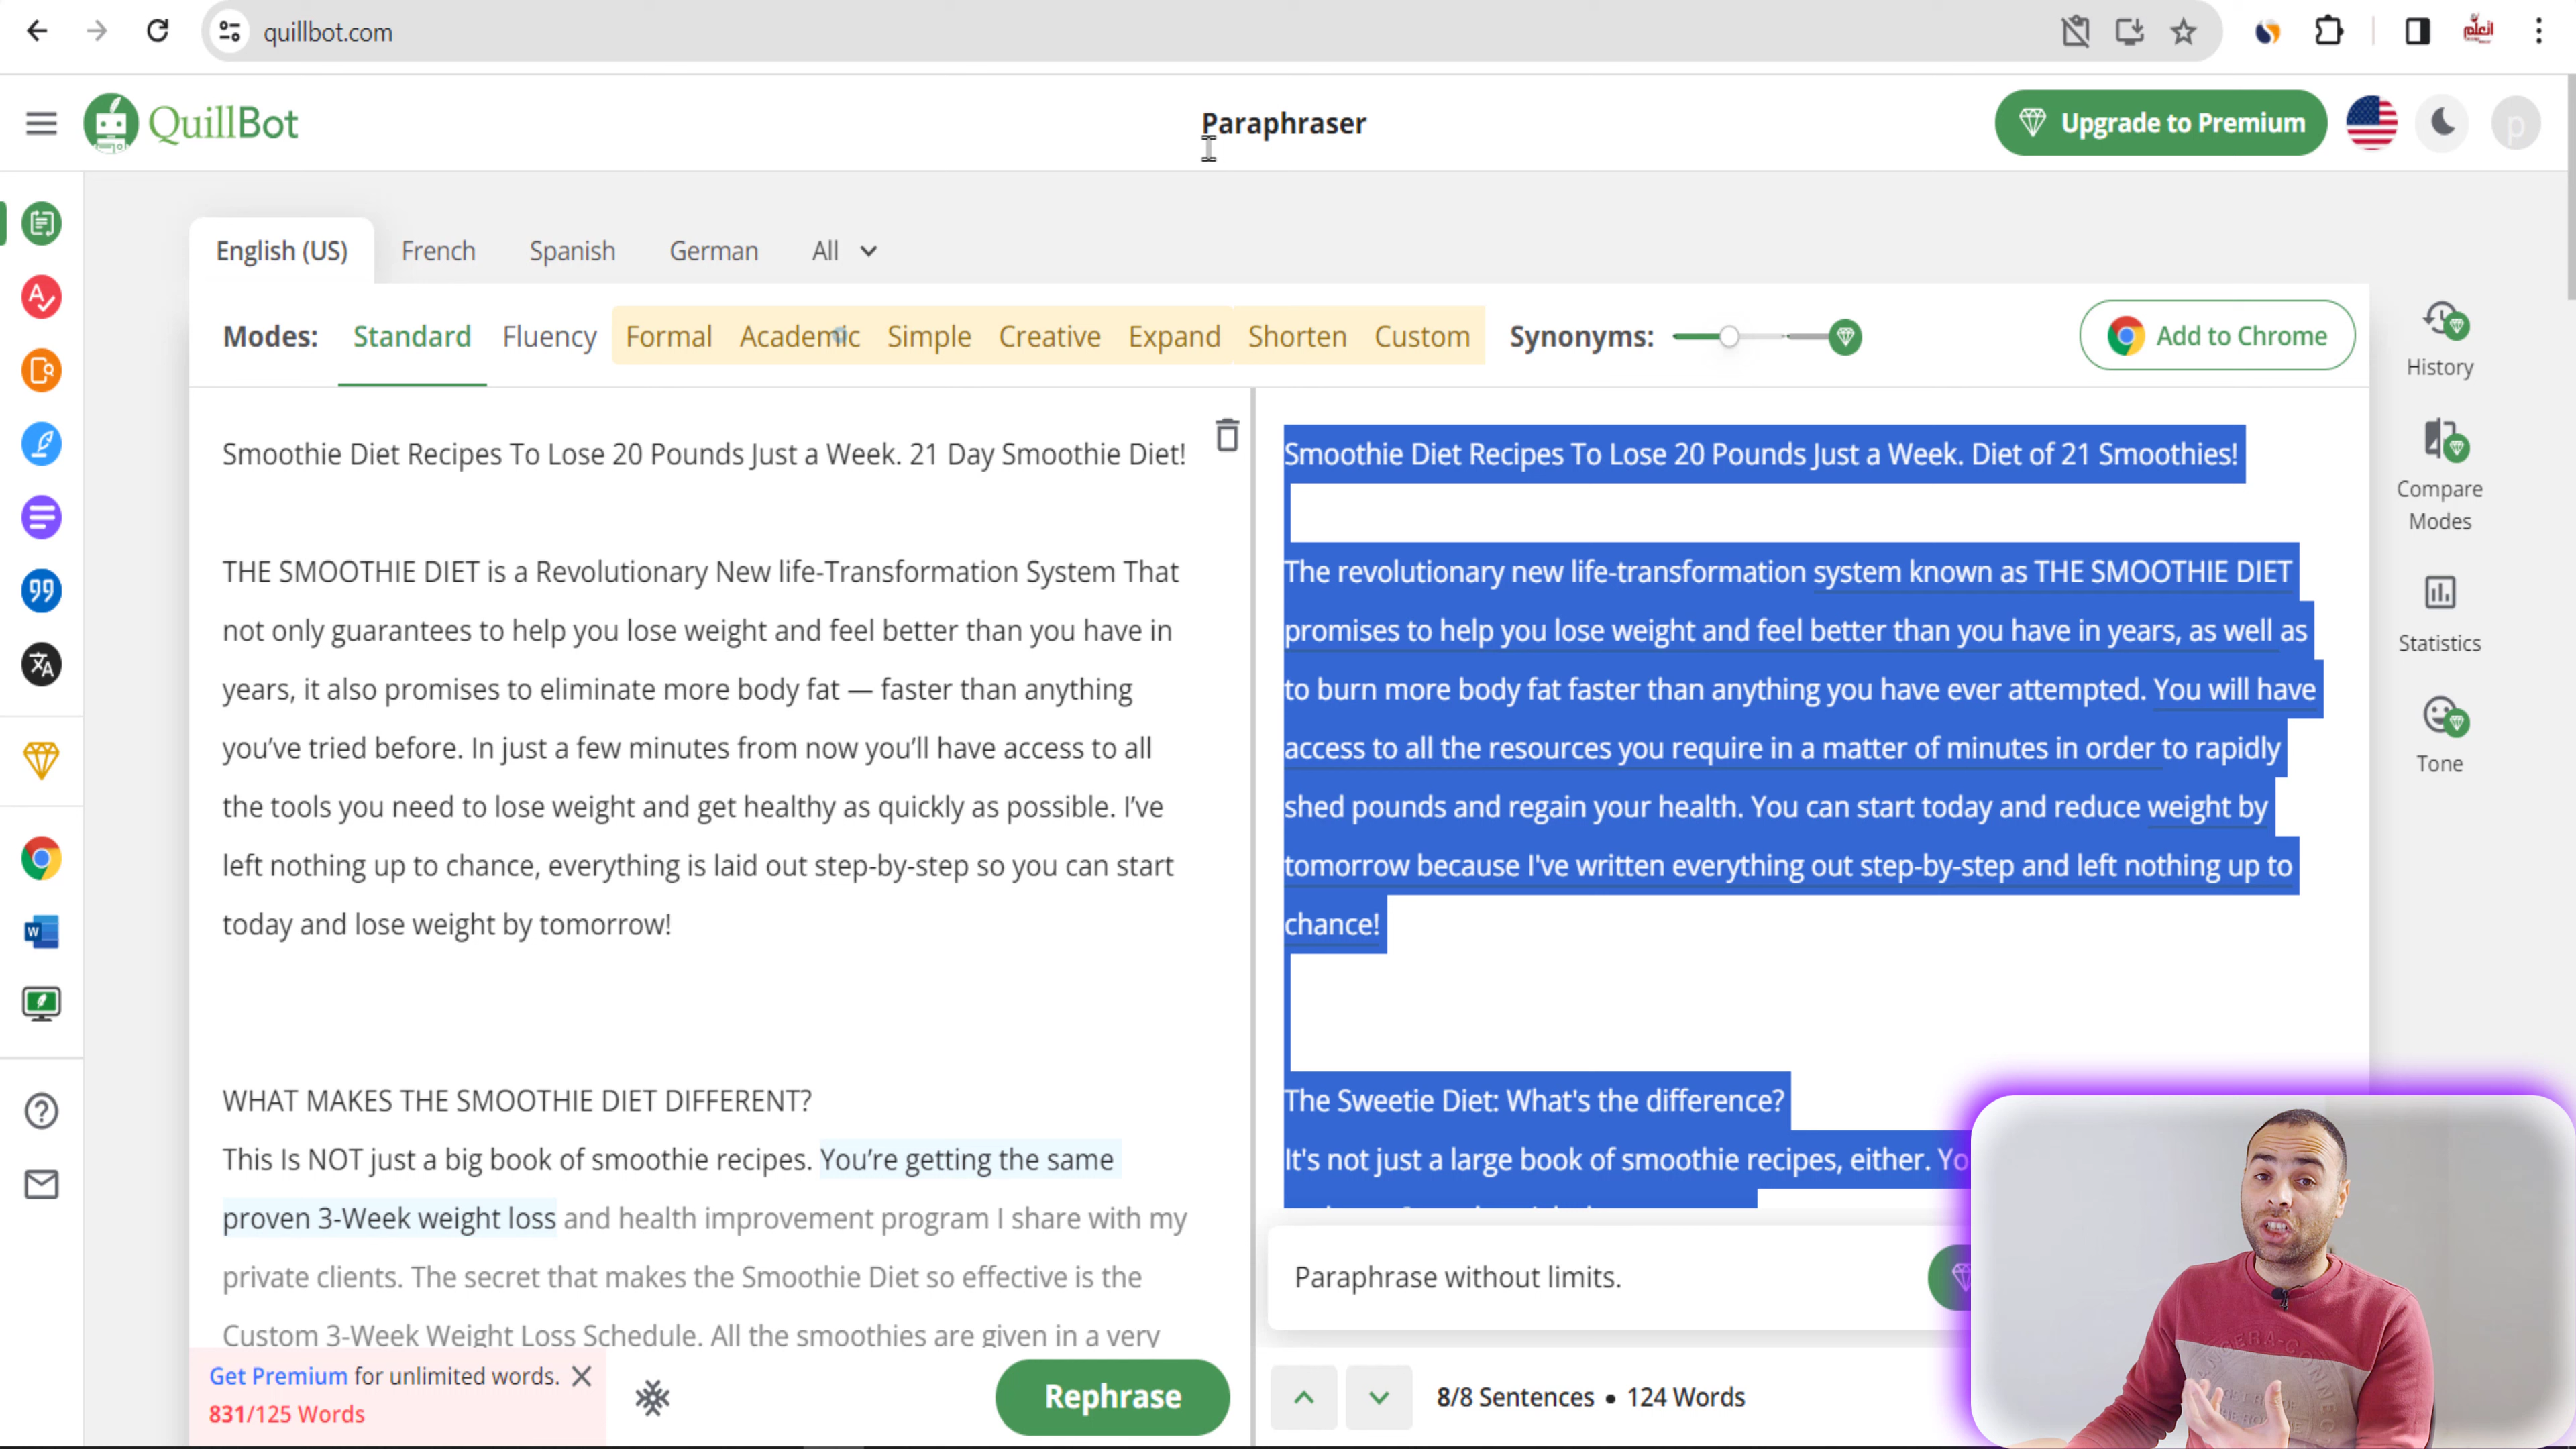 quillbot.com
اتعلم
QuillBot
Paraphraser
Upgrade to Premium
p
English (US)
French
Spanish
German
All
Modes:
Standard
Fluency
Formal
Academic
Simple
Creative
Expand
Shorten
Custom
Synonyms:
Add to Chrome
History
Compare
Modes
Statistics
Tone
Smoothie Diet Recipes To Lose 20 Pounds Just a Week. 21 Day Smoothie Diet!
THE SMOOTHIE DIET is a Revolutionary New life-Transformation System That
not only guarantees to help you lose weight and feel better than you have in
years, it also promises to eliminate more body fat — faster than anything
you’ve tried before. In just a few minutes from now you’ll have access to all
the tools you need to lose weight and get healthy as quickly as possible. I’ve
left nothing up to chance, everything is laid out step-by-step so you can start
today and lose weight by tomorrow!
WHAT MAKES THE SMOOTHIE DIET DIFFERENT?
This Is NOT just a big book of smoothie recipes. You’re getting the same
proven 3-Week weight loss and health improvement program I share with my
private clients. The secret that makes the Smoothie Diet so effective is the
Custom 3-Week Weight Loss Schedule. All the smoothies are given in a very
Get Premium for unlimited words.
831/125 Words
Rephrase
Smoothie Diet Recipes To Lose 20 Pounds Just a Week. Diet of 21 Smoothies!
The revolutionary new life-transformation system known as THE SMOOTHIE DIET
promises to help you lose weight and feel better than you have in years, as well as
to burn more body fat faster than anything you have ever attempted. You will have
access to all the resources you require in a matter of minutes in order to rapidly
shed pounds and regain your health. You can start today and reduce weight by
tomorrow because I've written everything out step-by-step and left nothing up to
chance!
The Sweetie Diet: What's the difference?
It's not just a large book of smoothie recipes, either. Yo
Paraphrase without limits.
8/8 Sentences • 124 Words